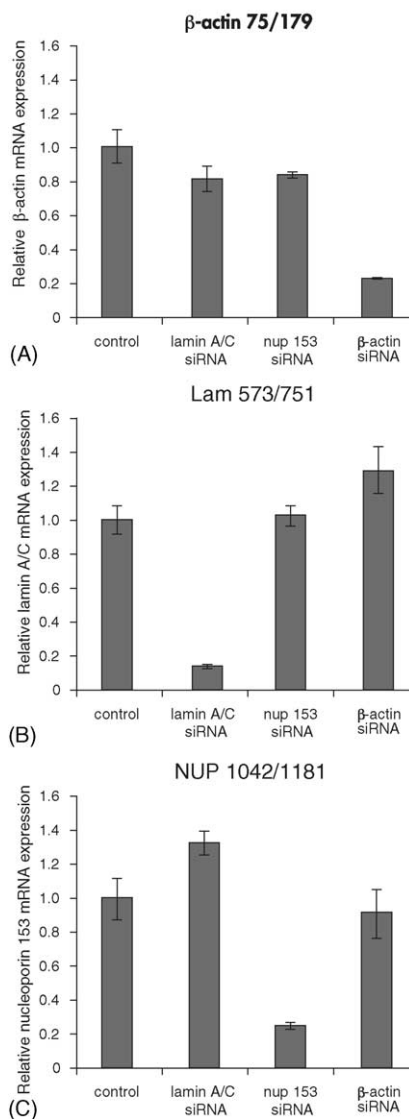 β-actin 75/179
Relative β-actin mRNA expression
1.6
1.4
1.2
1.0
0.8
0.6
0.4
0.2
0
control
lamin A/C
siRNA
nup 153
siRNA
β-actin
siRNA
(A)
Lam 573/751
Relative lamin A/C mRNA expression
1.6
1.4
1.2
1.0
0.8
0.6
0.4
0.2
0
control
lamin A/C
siRNA
nup 153
siRNA
β-actin
siRNA
(B)
NUP 1042/1181
Relative nucleoporin 153 mRNA expression
1.6
1.4
1.2
1.0
0.8
0.6
0.4
0.2
0
control
lamin A/C
siRNA
nup 153
siRNA
β-actin
siRNA
(C)